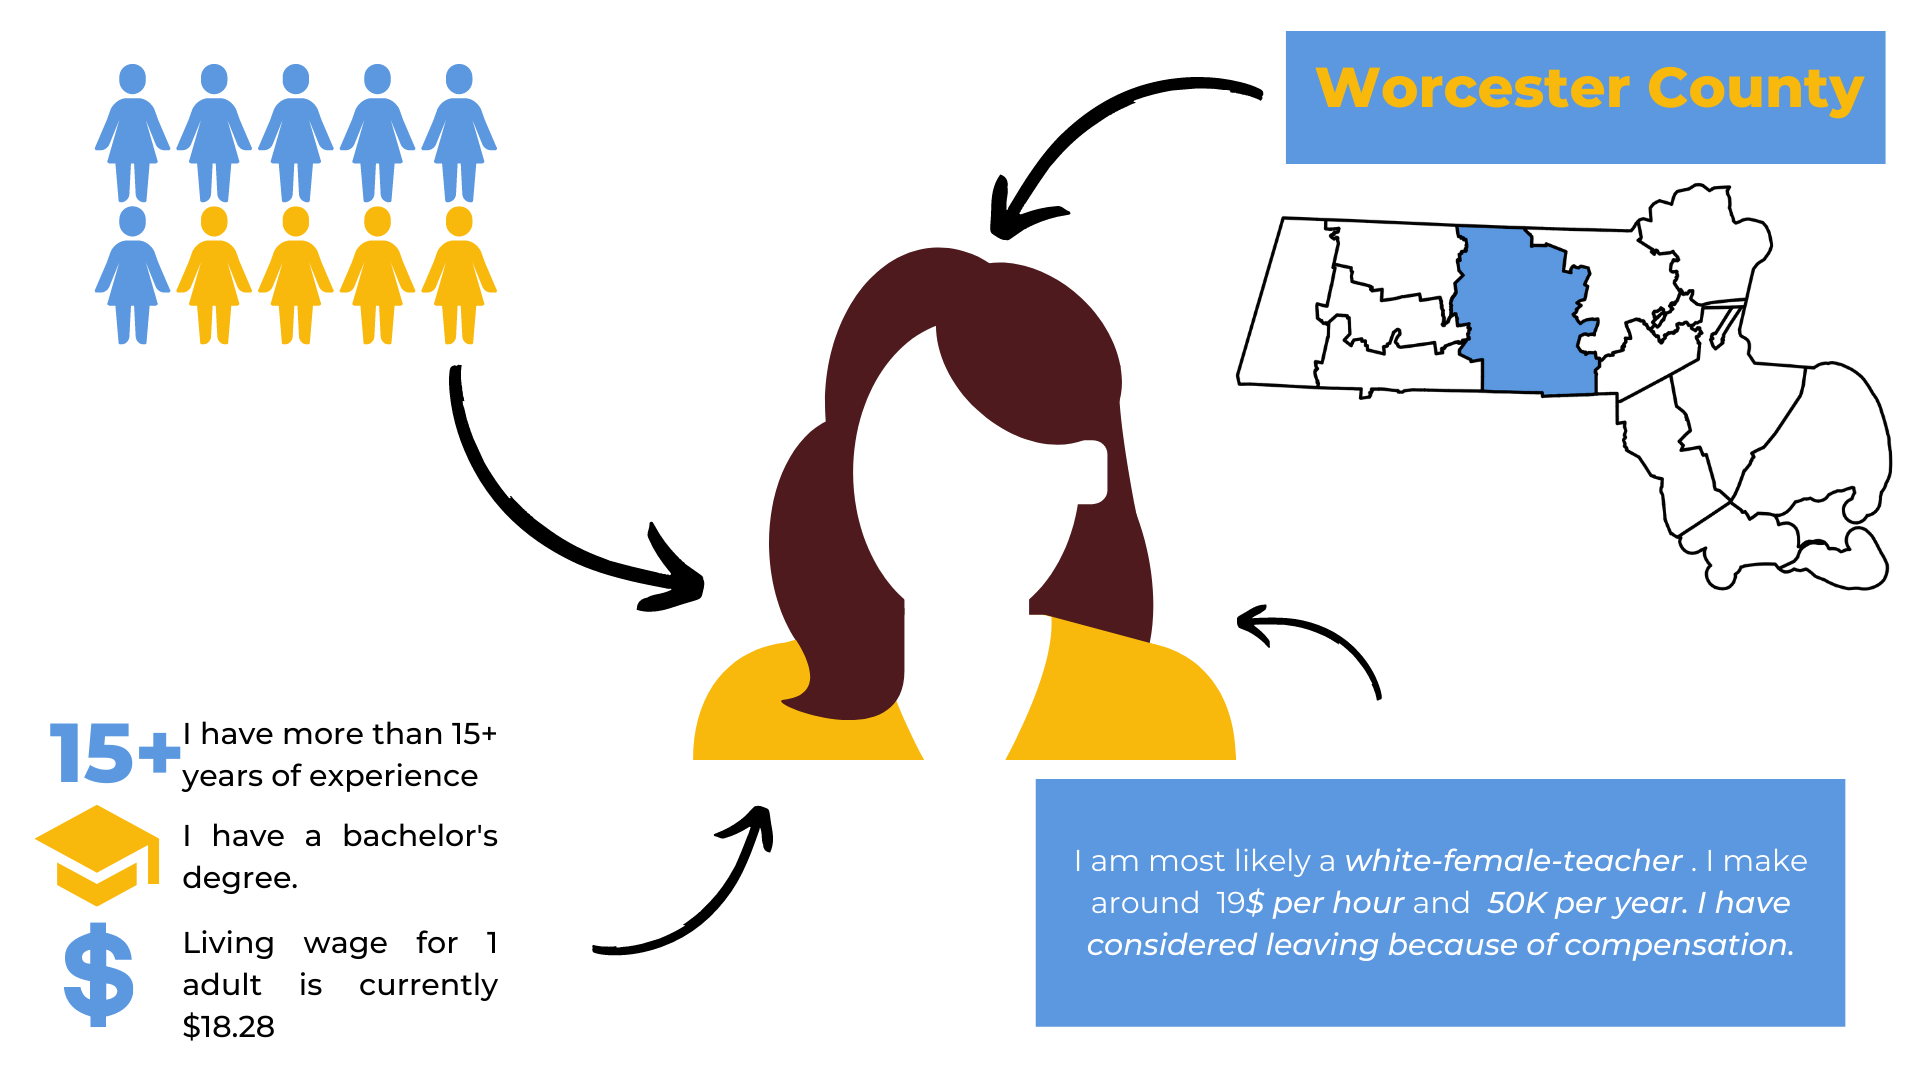 Worcester County
15+
I have more than 15+
years of experience
I have a bachelor's
degree.
$
Living wage for 1
adult is currently
$18.28
I am most likely a white-female-teacher . I make
around 19$ per hour and 50K per year. I have
considered leaving because of compensation.